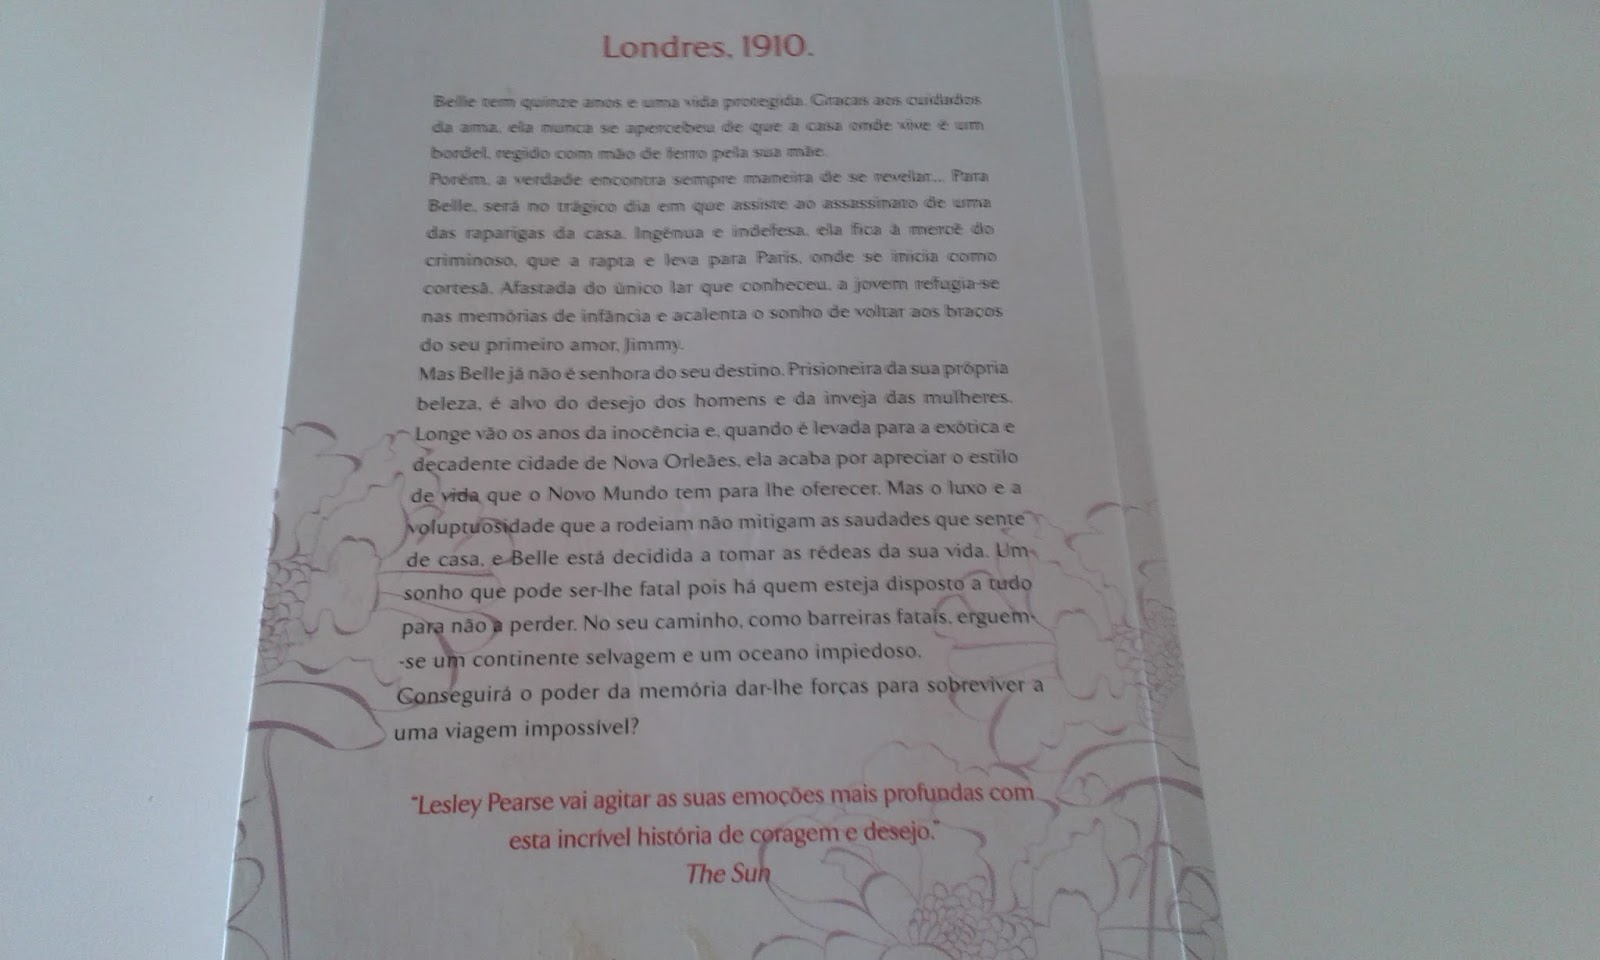 Londres, 1910.
Belle tem quinze anos e uma vida protegida. Graças aos cuidados
da ama, ela nunca se apercebeu de que a casa onde vive é um
bordel, regido com mão de ferro pela sua mãe.
Porém, a verdade encontra sempre maneira de se revelar... Para
Belle, será no trágico dia em que assiste ao assassinato de uma
das raparigas da casa. Ingénua e indefesa, ela fica à mercê do
criminoso, que a rapta e leva para Paris, onde se inicia como
cortesã. Afastada do único lar que conheceu, a jovem refugia-se
nas memórias de infância e acalenta o sonho de voltar aos braços
do seu primeiro amor, Jimmy.
Mas Belle já não é senhora do seu destino. Prisioneira da sua própria
beleza, é alvo do desejo dos homens e da inveja das mulheres.
Longe vão os anos da inocência e, quando é levada para a exótica e
decadente cidade de Nova Orleães, ela acaba por apreciar o estilo
de vida que o Novo Mundo tem para lhe oferecer. Mas o luxo e a
voluptuosidade que a rodeiam não mitigam as saudades que sente
de casa, e Belle está decidida a tomar as rédeas da sua vida. Um
sonho que pode ser-lhe fatal pois há quem esteja disposto a tudo
para não a perder. No seu caminho, como barreiras fatais, erguem-
-se um continente selvagem e um oceano impiedoso.
Conseguirá o poder da memória dar-lhe forças para sobreviver a
uma viagem impossível?
"Lesley Pearse vai agitar as suas emoções mais profundas com
esta incrível história de coragem e desejo."
The Sun